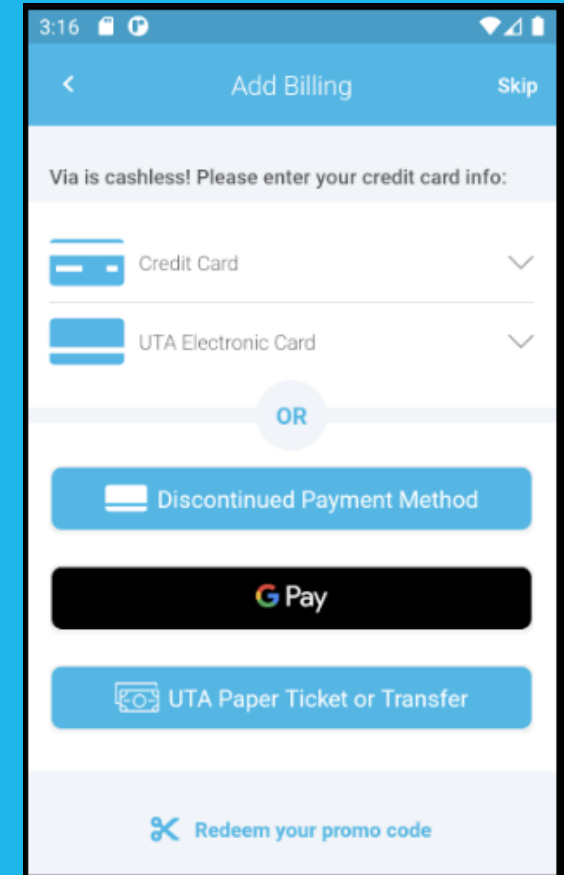 3:16
Add Billing
Skip
Via is cashless! Please enter your credit card info:
Credit Card
UTA Electronic Card
OR
Discontinued Payment Method
G Pay
UTA Paper Ticket or Transfer
Redeem your promo code